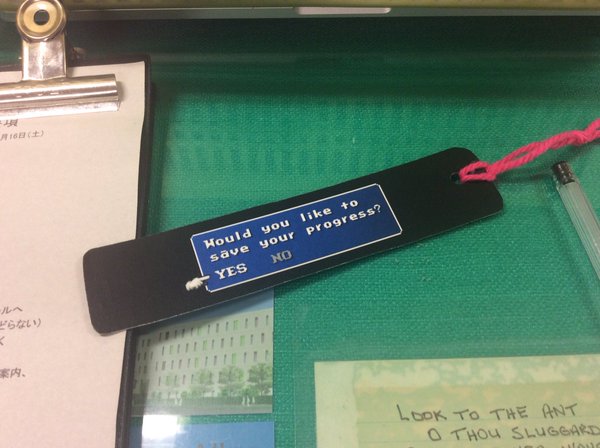 月16日(土)
ルへ
どらない)
く
案内、
Would you like to
save your progress?
YES NO
LOOK TO THE ANT
O THOU SLUGGARD